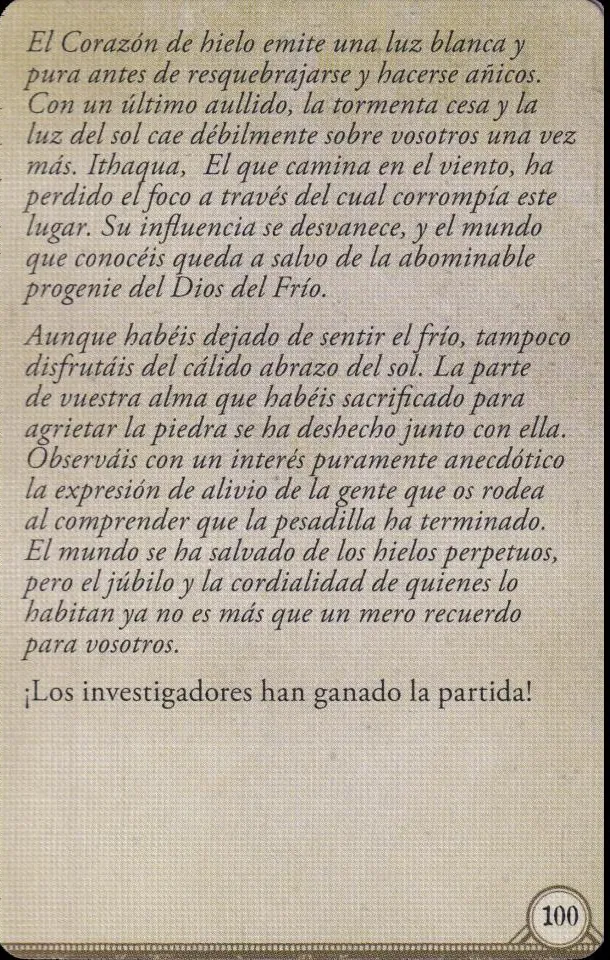 El Corazón de hielo emite una luz blanca y
pura antes de resquebrajarse y hacerse añicos.
Con un último aullido, la tormenta cesa y la
luz del sol cae débilmente sobre vosotros una vez
más. Ithaqua, El que camina en el viento, ha
perdido el foco a través del cual corrompía este
lugar. Su influencia se desvanece, y el mundo
que conocéis queda a salvo de la abominable
progenie del Dios del Frío.
Aunque habéis dejado de sentir el frío, tampoco
disfrutáis del cálido abrazo del sol. La parte
de vuestra alma que habéis sacrificado para
agrietar la piedra se ha deshecho junto con ella.
Observáis con un interés puramente anecdótico
la expresión de alivio de la gente que os rodea
al comprender que la pesadilla ha terminado.
El mundo se ha salvado de los hielos perpetuos,
pero el júbilo y la cordialidad de quienes lo
habitan ya no es más que un mero recuerdo
para vosotros.
¡Los investigadores han ganado la partida!
100